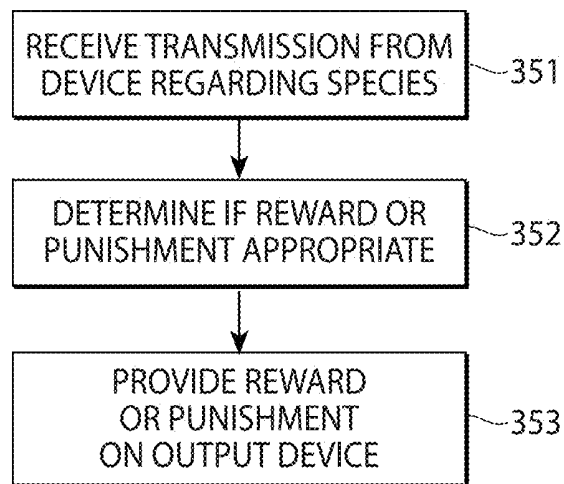 RECEIVE TRANSMISSION FROM
DEVICE REGARDING SPECIES
351
DETERMINE IF REWARD OR
PUNISHMENT APPROPRIATE
352
PROVIDE REWARD
OR PUNISHMENT
ON OUTPUT DEVICE
353